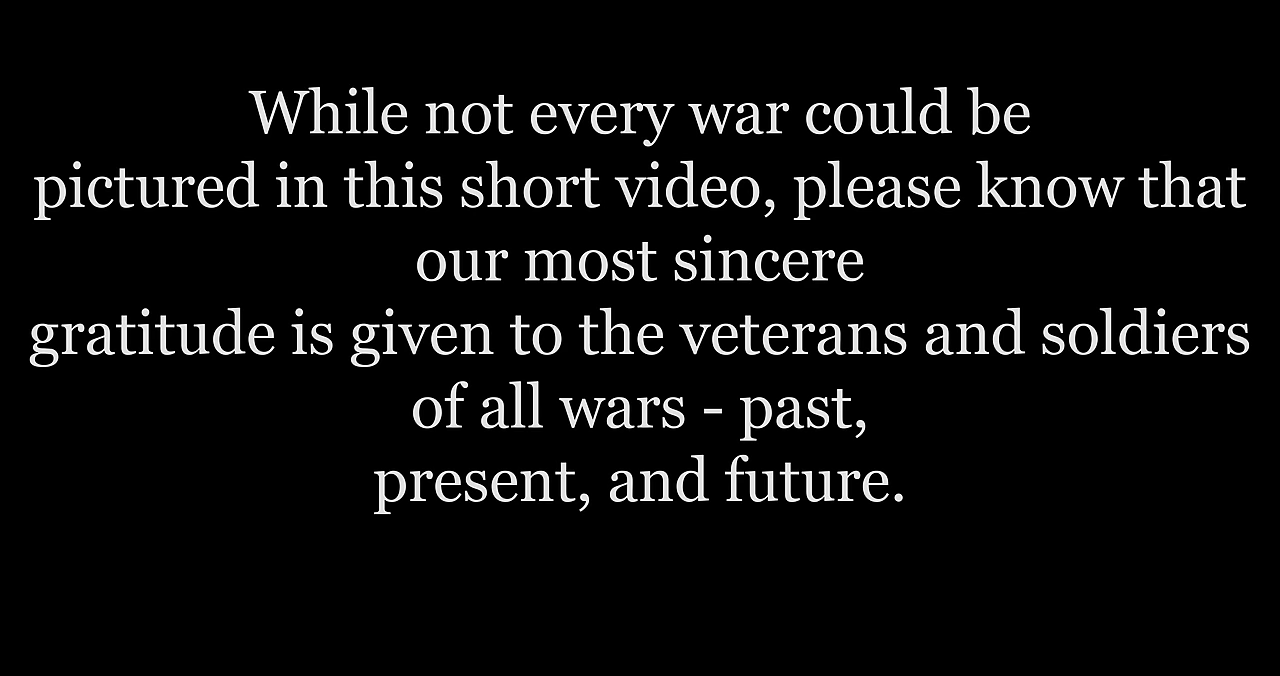 While not every war could be
pictured in this short video, please know that
our most sincere
gratitude is given to the veterans and soldiers
of all wars - past,
present, and future.